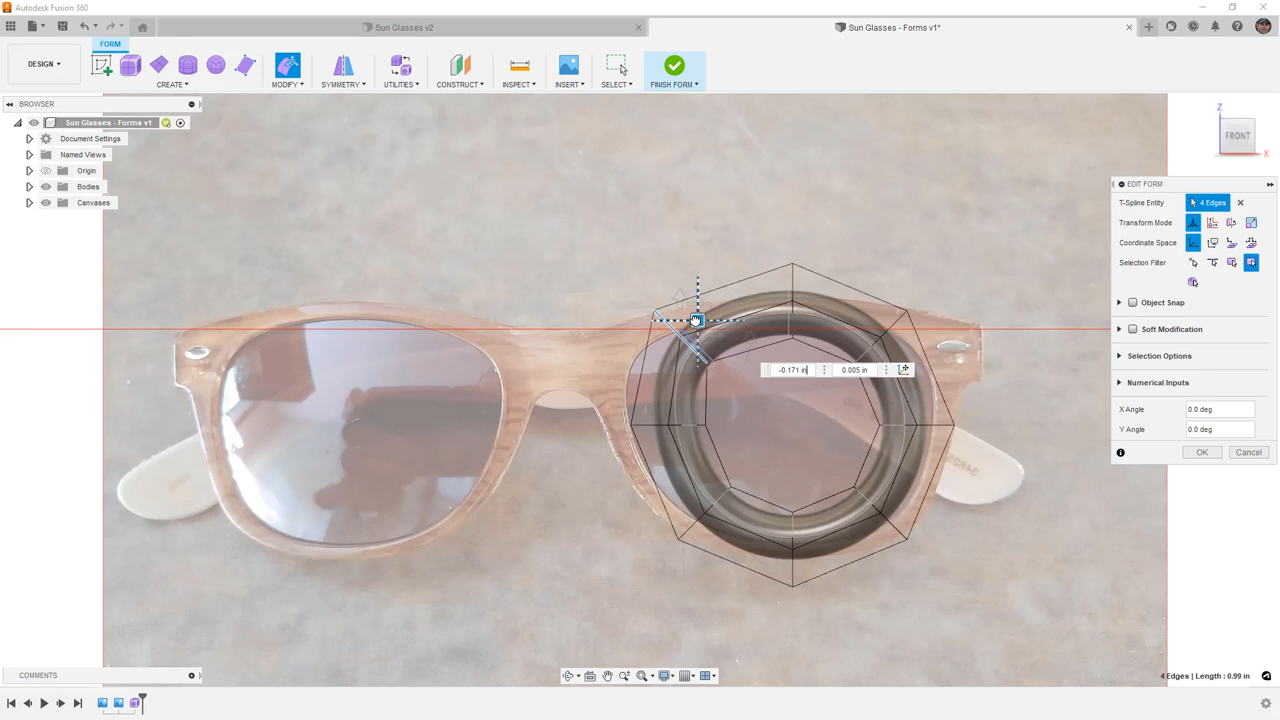 Autodesk Fusion 360
Sun Glasses v2
Sun Glasses - Forms v1*
FORM
DESIGN
CREATE
MODIFY
SYMMETRY
UTILITIES
CONSTRUCT
INSPECT
INSERT
SELECT
FINISH FORM
BROWSER
Sun Glasses - Forms v1
Document Settings
Named Views
Origin
Bodies
Canvases
Z
FRONT
X
EDIT FORM
T-Spline Entity
4 Edges
Transform Mode
Coordinate Space
Selection Filter
Object Snap
Soft Modification
Selection Options
Numerical Inputs
X Angle
0.0 deg
Y Angle
0.0 deg
OK
Cancel
-0.171 in
0.005 in
COMMENTS
4 Edges | Length : 0.99 in